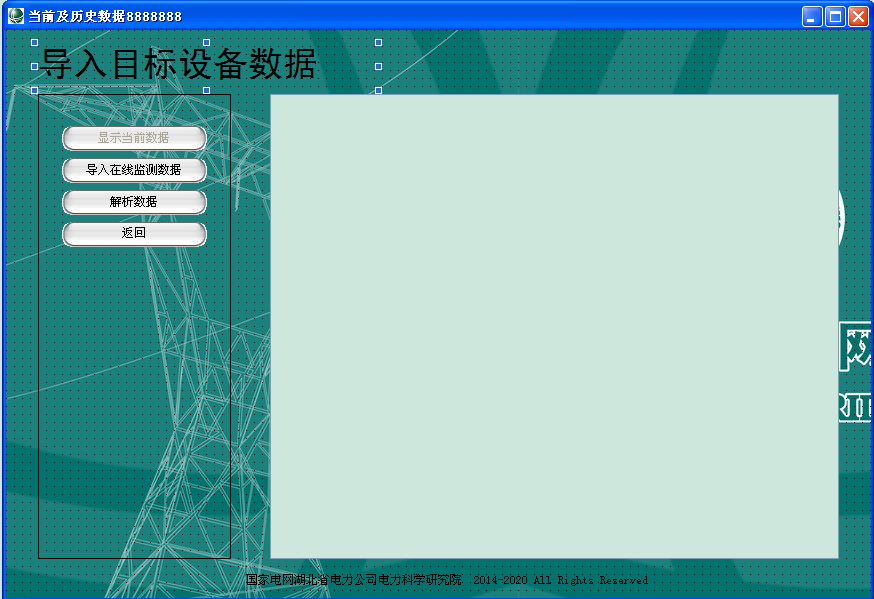 当前及历史数据8888888
导入目标设备数据
显示当前数据
导入在线监测数据
解析数据
返回
网
国家电网湖北省电力公司电力科学研究院 2014-2020 All Rights Reserved